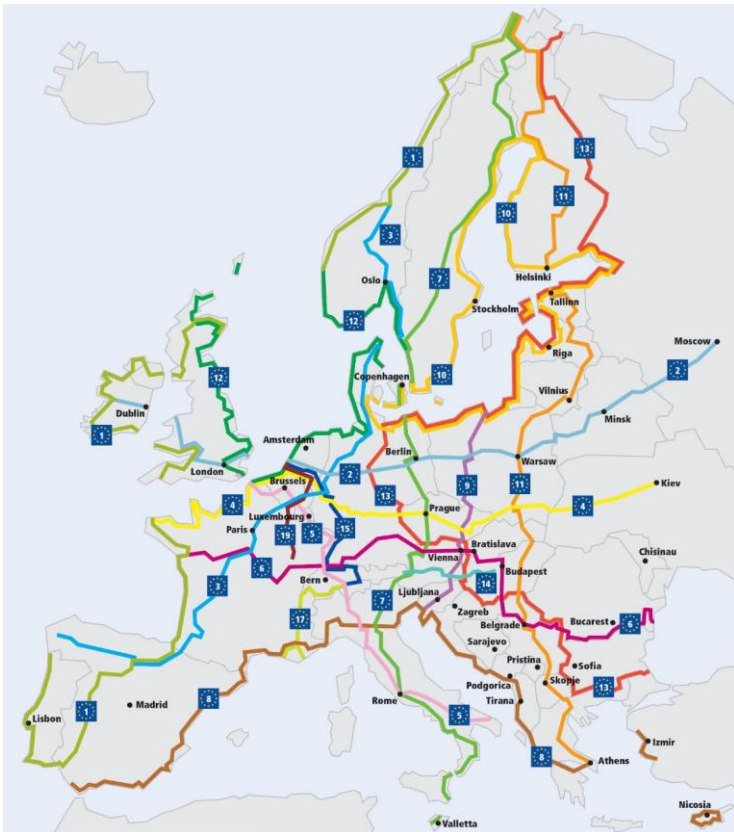 1
13
10
11
3
Oslo
7
Helsinki
12
Stockholm
Tallinn
Moscow
Riga
2
Copenhagen
10
12
Vilnius
Dublin
1
Minsk
Amsterdam
London
2
Berlin
Warsaw
Brussels
9
11
Kiev
4
13
4
Luxembourg
Prague
Paris
19
5
15
Bratislava
Chisinau
Vienna
6
Budapest
3
Bern
7
14
Ljubljana
Zagreb
17
Belgrade
Bucarest
6
Sarajevo
Pristina
Sofia
Podgorica
Skopje
13
8
Madrid
Rome
Lisbon
1
5
Tirana
Izmir
8
Athens
Nicosia
Valletta